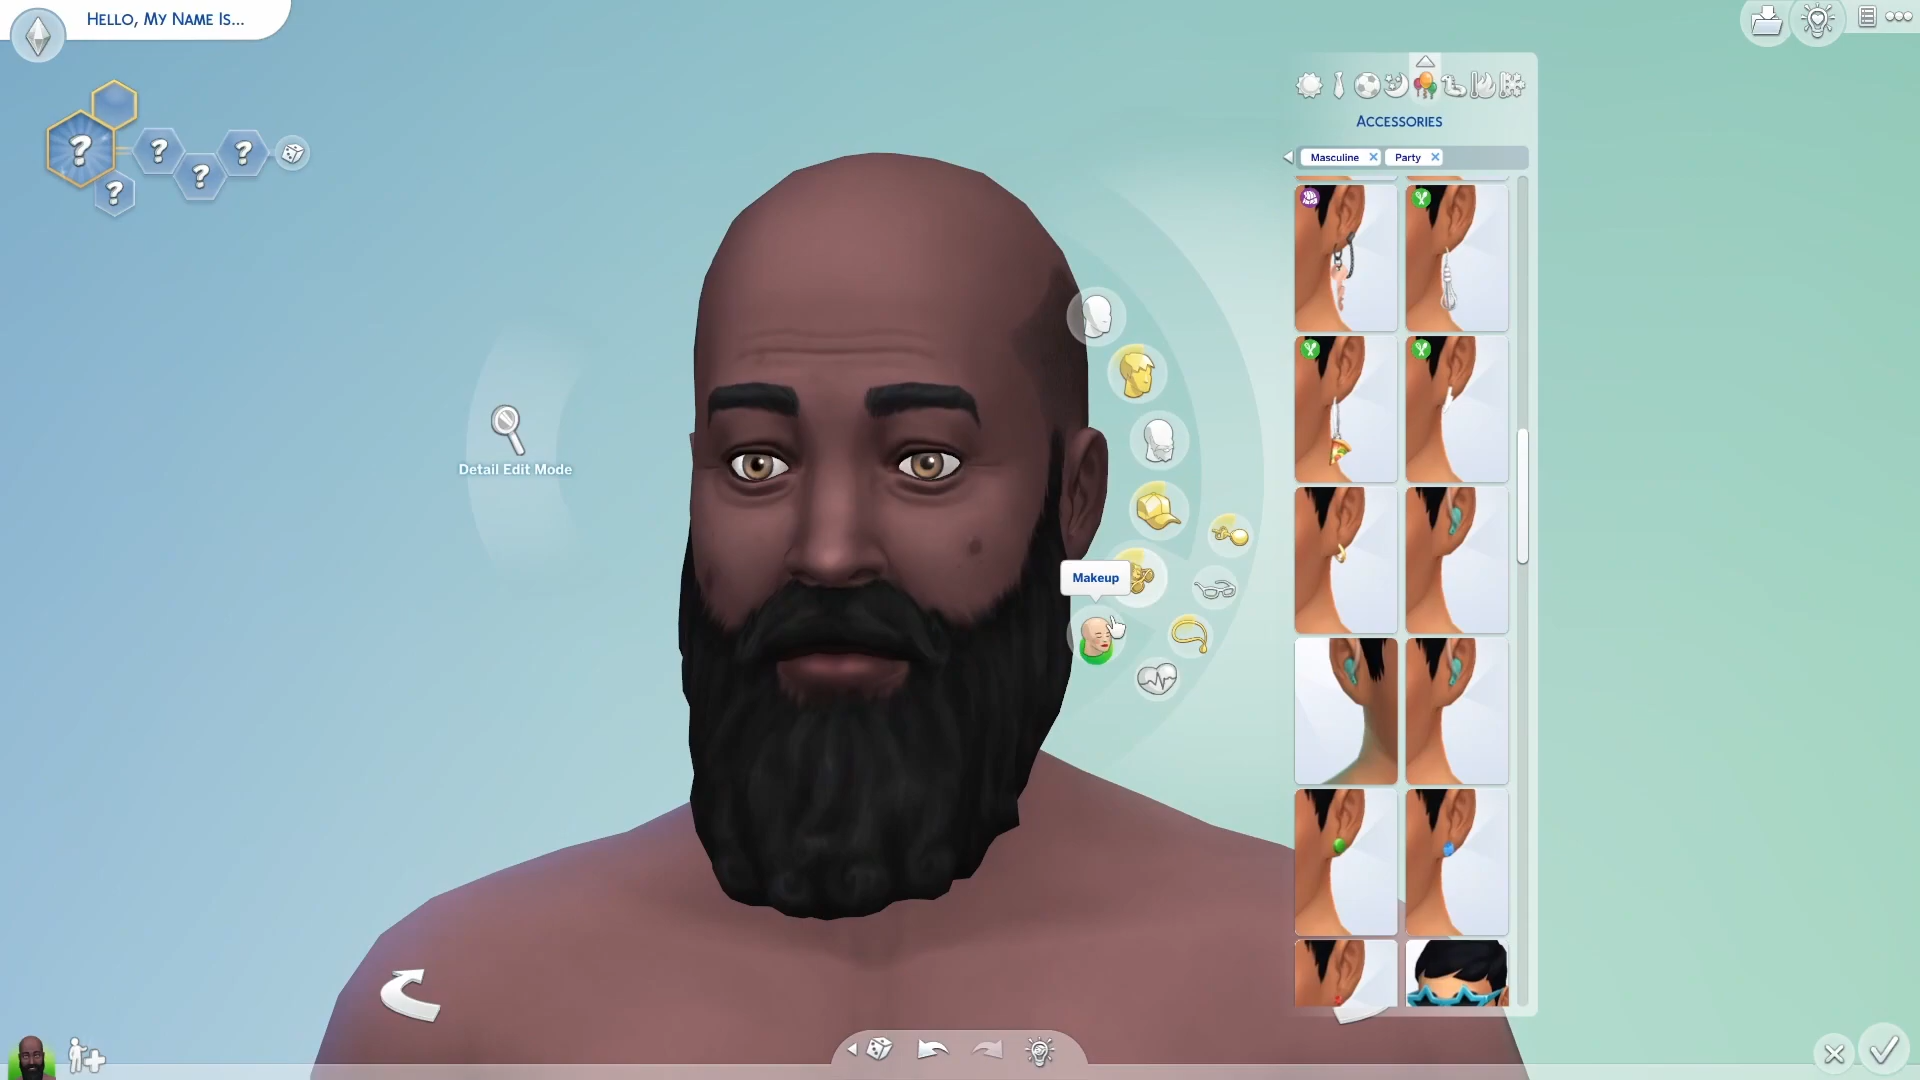 Hello, My Name Is...
Accessories
Masculine
Party
Detail Edit Mode
Makeup